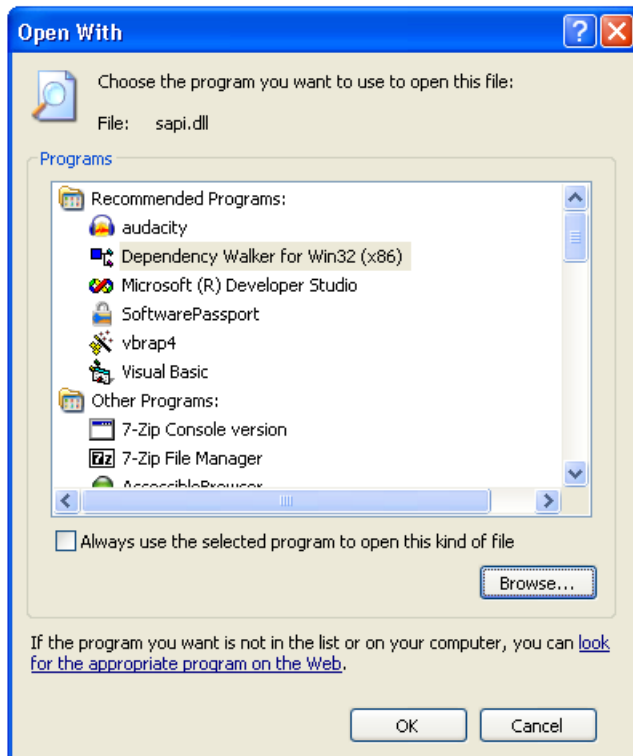 Open With
Choose the program you want to use to open this file:
File: sapi.dll
Programs
Recommended Programs:
audacity
Dependency Walker for Win32 (x86)
Microsoft (R) Developer Studio
SoftwarePassport
vbrap4
Visual Basic
Other Programs:
7-Zip Console version
7-Zip File Manager
Always use the selected program to open this kind of file
Browse...
If the program you want is not in the list or on your computer, you can look
for the appropriate program on the Web.
OK Cancel